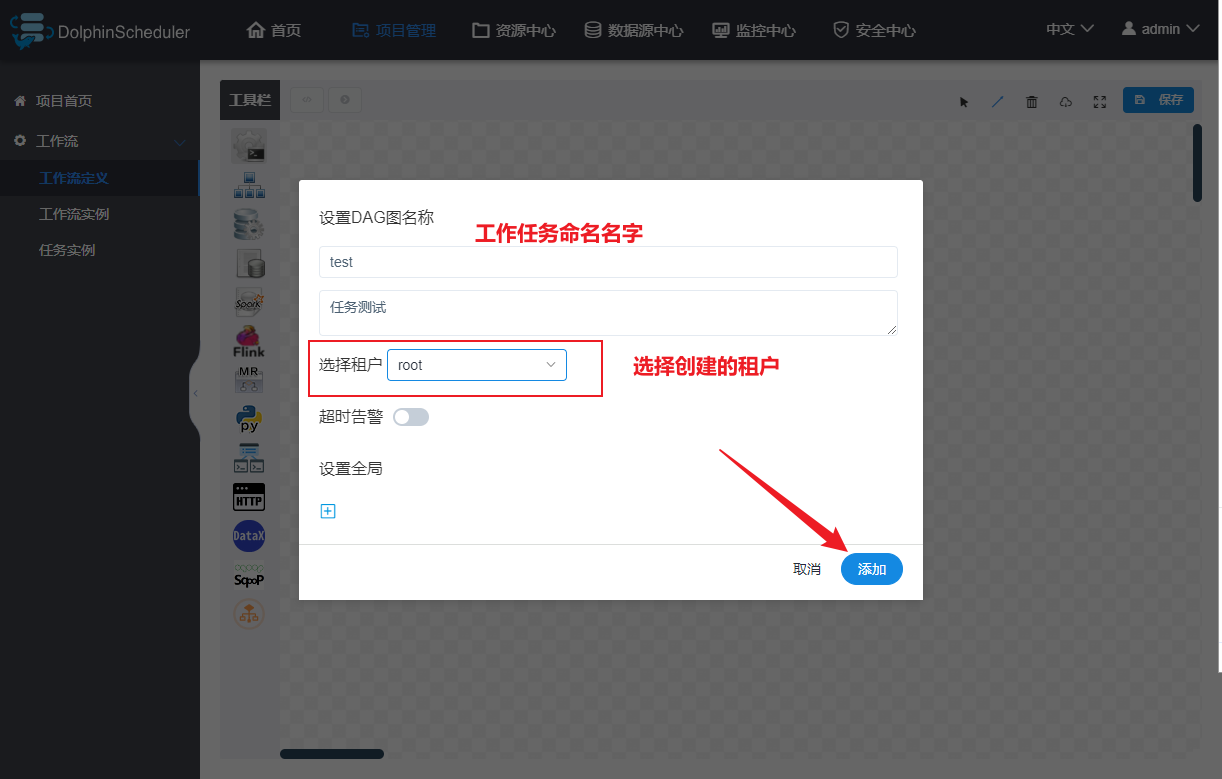 DolphinScheduler
首页
项目管理
资源中心
数据源中心
监控中心
安全中心
中文
admin
项目首页
工作流
工作流定义
工作流实例
任务实例
工具栏
保存
Spark
Flink
MR
py
HTTP
DataX
SqooP
设置DAG图名称
工作任务命名名字
test
任务测试
选择租户
root
选择创建的租户
超时告警
设置全局
取消
添加